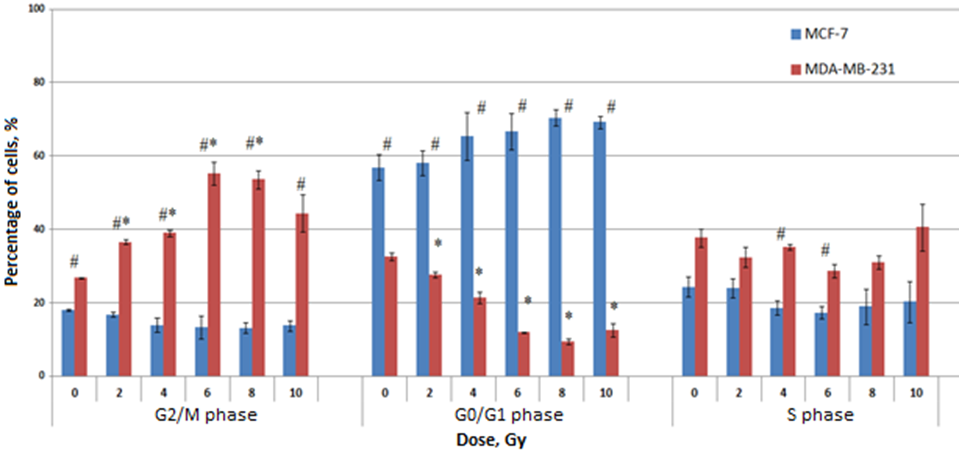 100
80
60
40
20
0
Percentage of cells, %
MCF-7
MDA-MB-231
# #* #* #* #* #
# # # # # #
* * * * *
# #
0 2 4 6 8 10 0 2 4 6 8 10 0 2 4 6 8 10
G2/M phase G0/G1 phase S phase
Dose, Gy